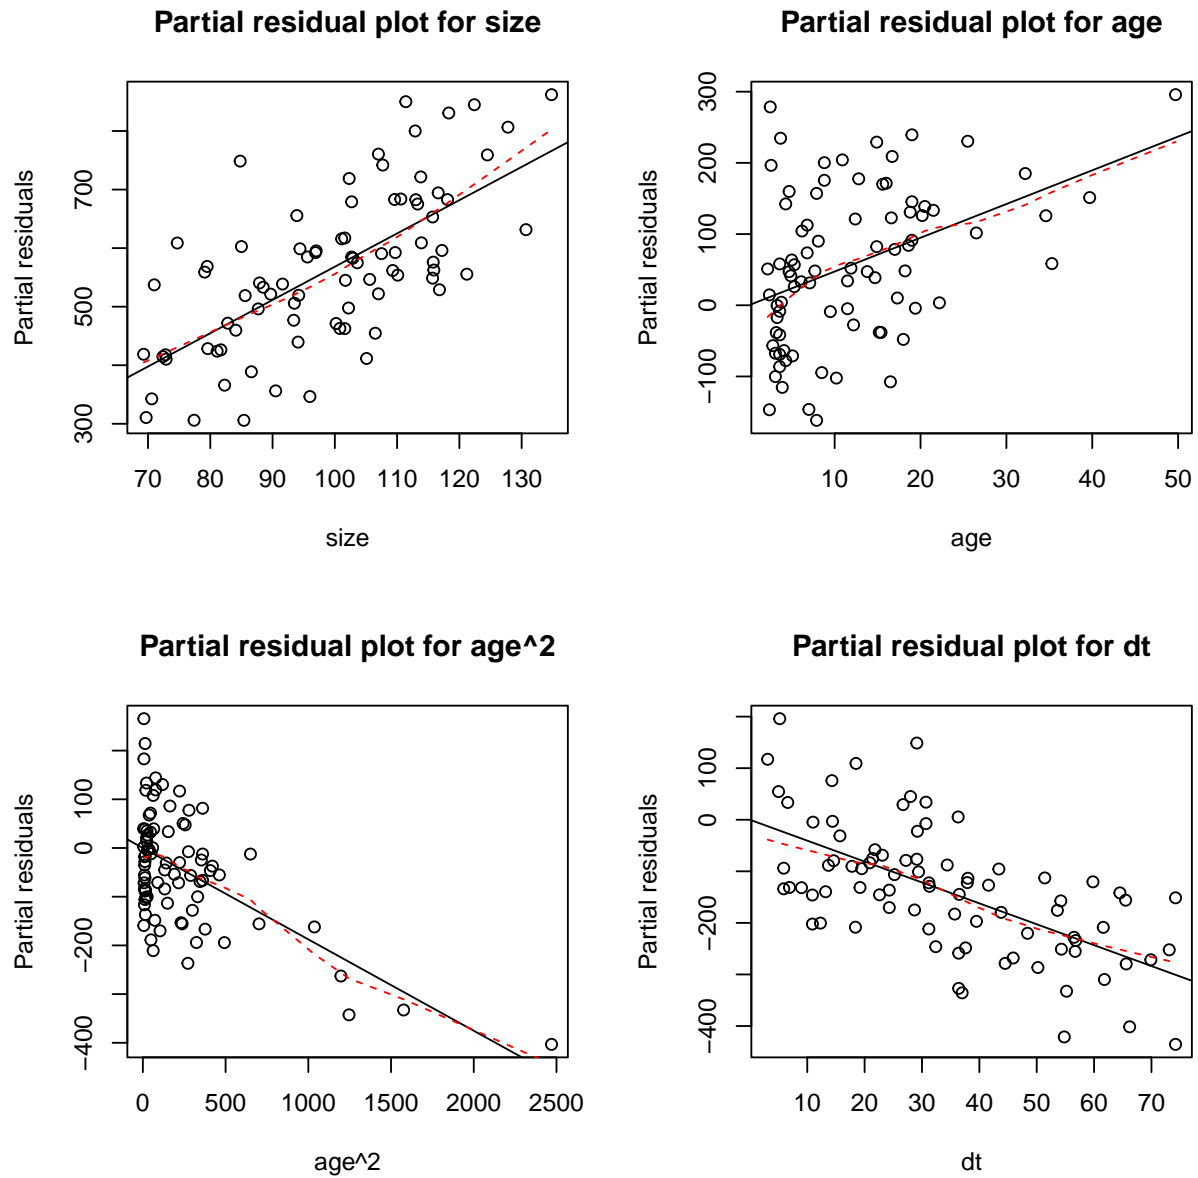 Partial residual plot for size
Partial residuals
300 500 700
70 80 90 100 110 120 130
size
Partial residual plot for age
Partial residuals
−100 0 100 200 300
10 20 30 40 50
age
Partial residual plot for age^2
Partial residuals
−400 −200 0 100
0 500 1000 1500 2000 2500
age^2
Partial residual plot for dt
Partial residuals
−400 −200 0 100
10 20 30 40 50 60 70
dt